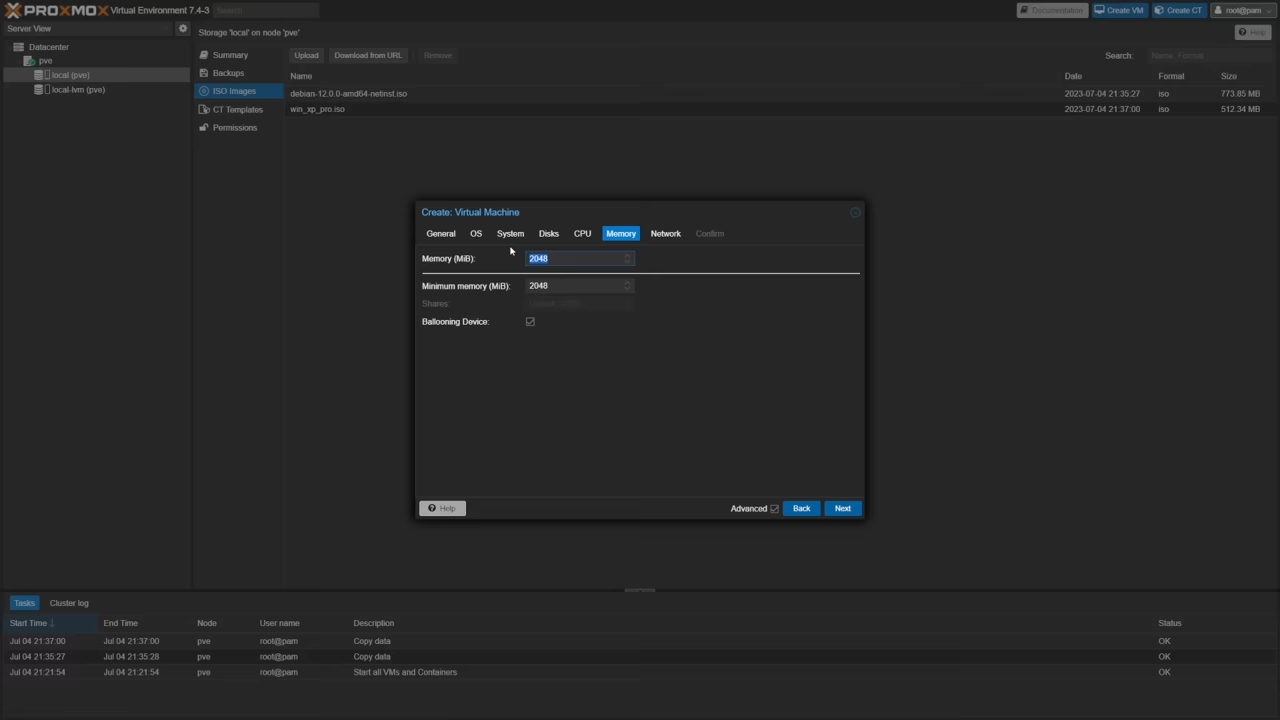 PROXMOX Virtual Environment 7.4-3 Search Documentation Create VM Create CT root@pam
Server View Storage 'local' on node 'pve' Help
Datacenter
pve
local (pve)
local-lvm (pve)
Summary
Backups
ISO Images
CT Templates
Permissions
Upload Download from URL Remove Search: Name, Format
Name Date Format Size
debian-12.0.0-amd64-netinst.iso 2023-07-04 21:35:27 iso 773.85 MB
win_xp_pro.iso 2023-07-04 21:37:00 iso 512.34 MB
Create: Virtual Machine
General OS System Disks CPU Memory Network Confirm
Memory (MiB): 2048
Minimum memory (MiB): 2048
Shares:
Ballooning Device:
Help Advanced Back Next
Tasks Cluster log
Start Time ↓ End Time Node User name Description Status
Jul 04 21:37:00 Jul 04 21:37:00 pve root@pam Copy data OK
Jul 04 21:35:27 Jul 04 21:35:28 pve root@pam Copy data OK
Jul 04 21:21:54 Jul 04 21:21:54 pve root@pam Start all VMs and Containers OK